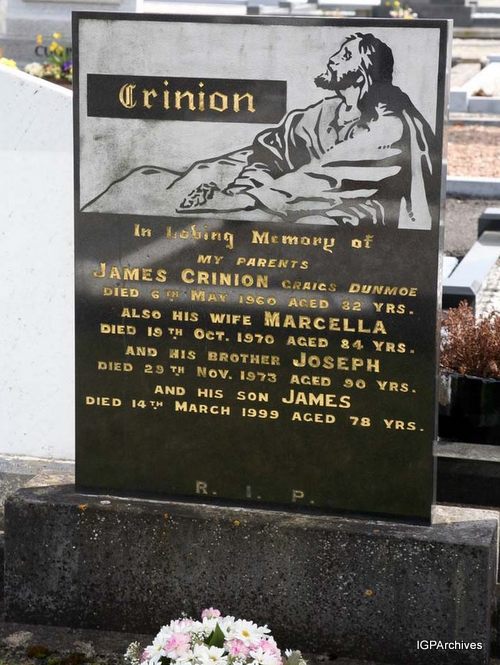 Crinion
In Loving Memory of
MY PARENTS
JAMES CRINION CRAIGS DUNMOE
DIED 6TH MAY 1960 AGED 82 YRS.
ALSO HIS WIFE MARCELLA
DIED 19TH OCT. 1970 AGED 84 YRS.
AND HIS BROTHER JOSEPH
DIED 29TH NOV. 1973 AGED 90 YRS.
AND HIS SON JAMES
DIED 14TH MARCH 1999 AGED 78 YRS.
R. I. P.
IGPArchives